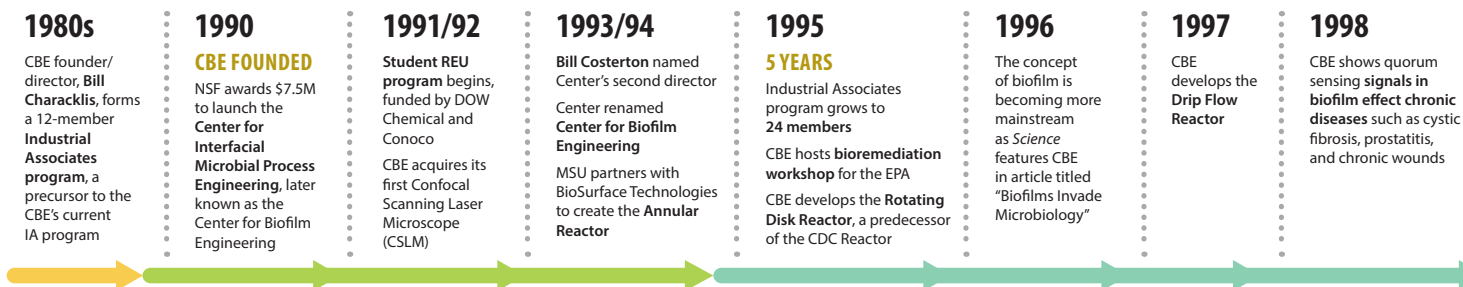 1980s
CBE founder/
director, Bill
Characklis, forms
a 12-member
Industrial
Associates
program, a
precursor to the
CBE's current
IA program
1990
CBE FOUNDED
NSF awards $7.5M
to launch the
Center for
Interfacial
Microbial Process
Engineering, later
known as the
Center for Biofilm
Engineering
1991/92
Student REU
program begins,
funded by DOW
Chemical and
Conoco
CBE acquires its
first Confocal
Scanning Laser
Microscope
(CSLM)
1993/94
Bill Costerton named
Center's second director
Center renamed
Center for Biofilm
Engineering
MSU partners with
BioSurface Technologies
to create the Annular
Reactor
1995
5 YEARS
Industrial Associates
program grows to
24 members
CBE hosts bioremediation
workshop for the EPA
CBE develops the Rotating
Disk Reactor, a predecessor
of the CDC Reactor
1996
The concept
of biofilm is
becoming more
mainstream
as Science
features CBE
in article titled
"Biofilms Invade
Microbiology"
1997
CBE
develops the
Drip Flow
Reactor
1998
CBE shows quorum
sensing signals in
biofilm effect chronic
diseases such as cystic
fibrosis, prostatitis,
and chronic wounds